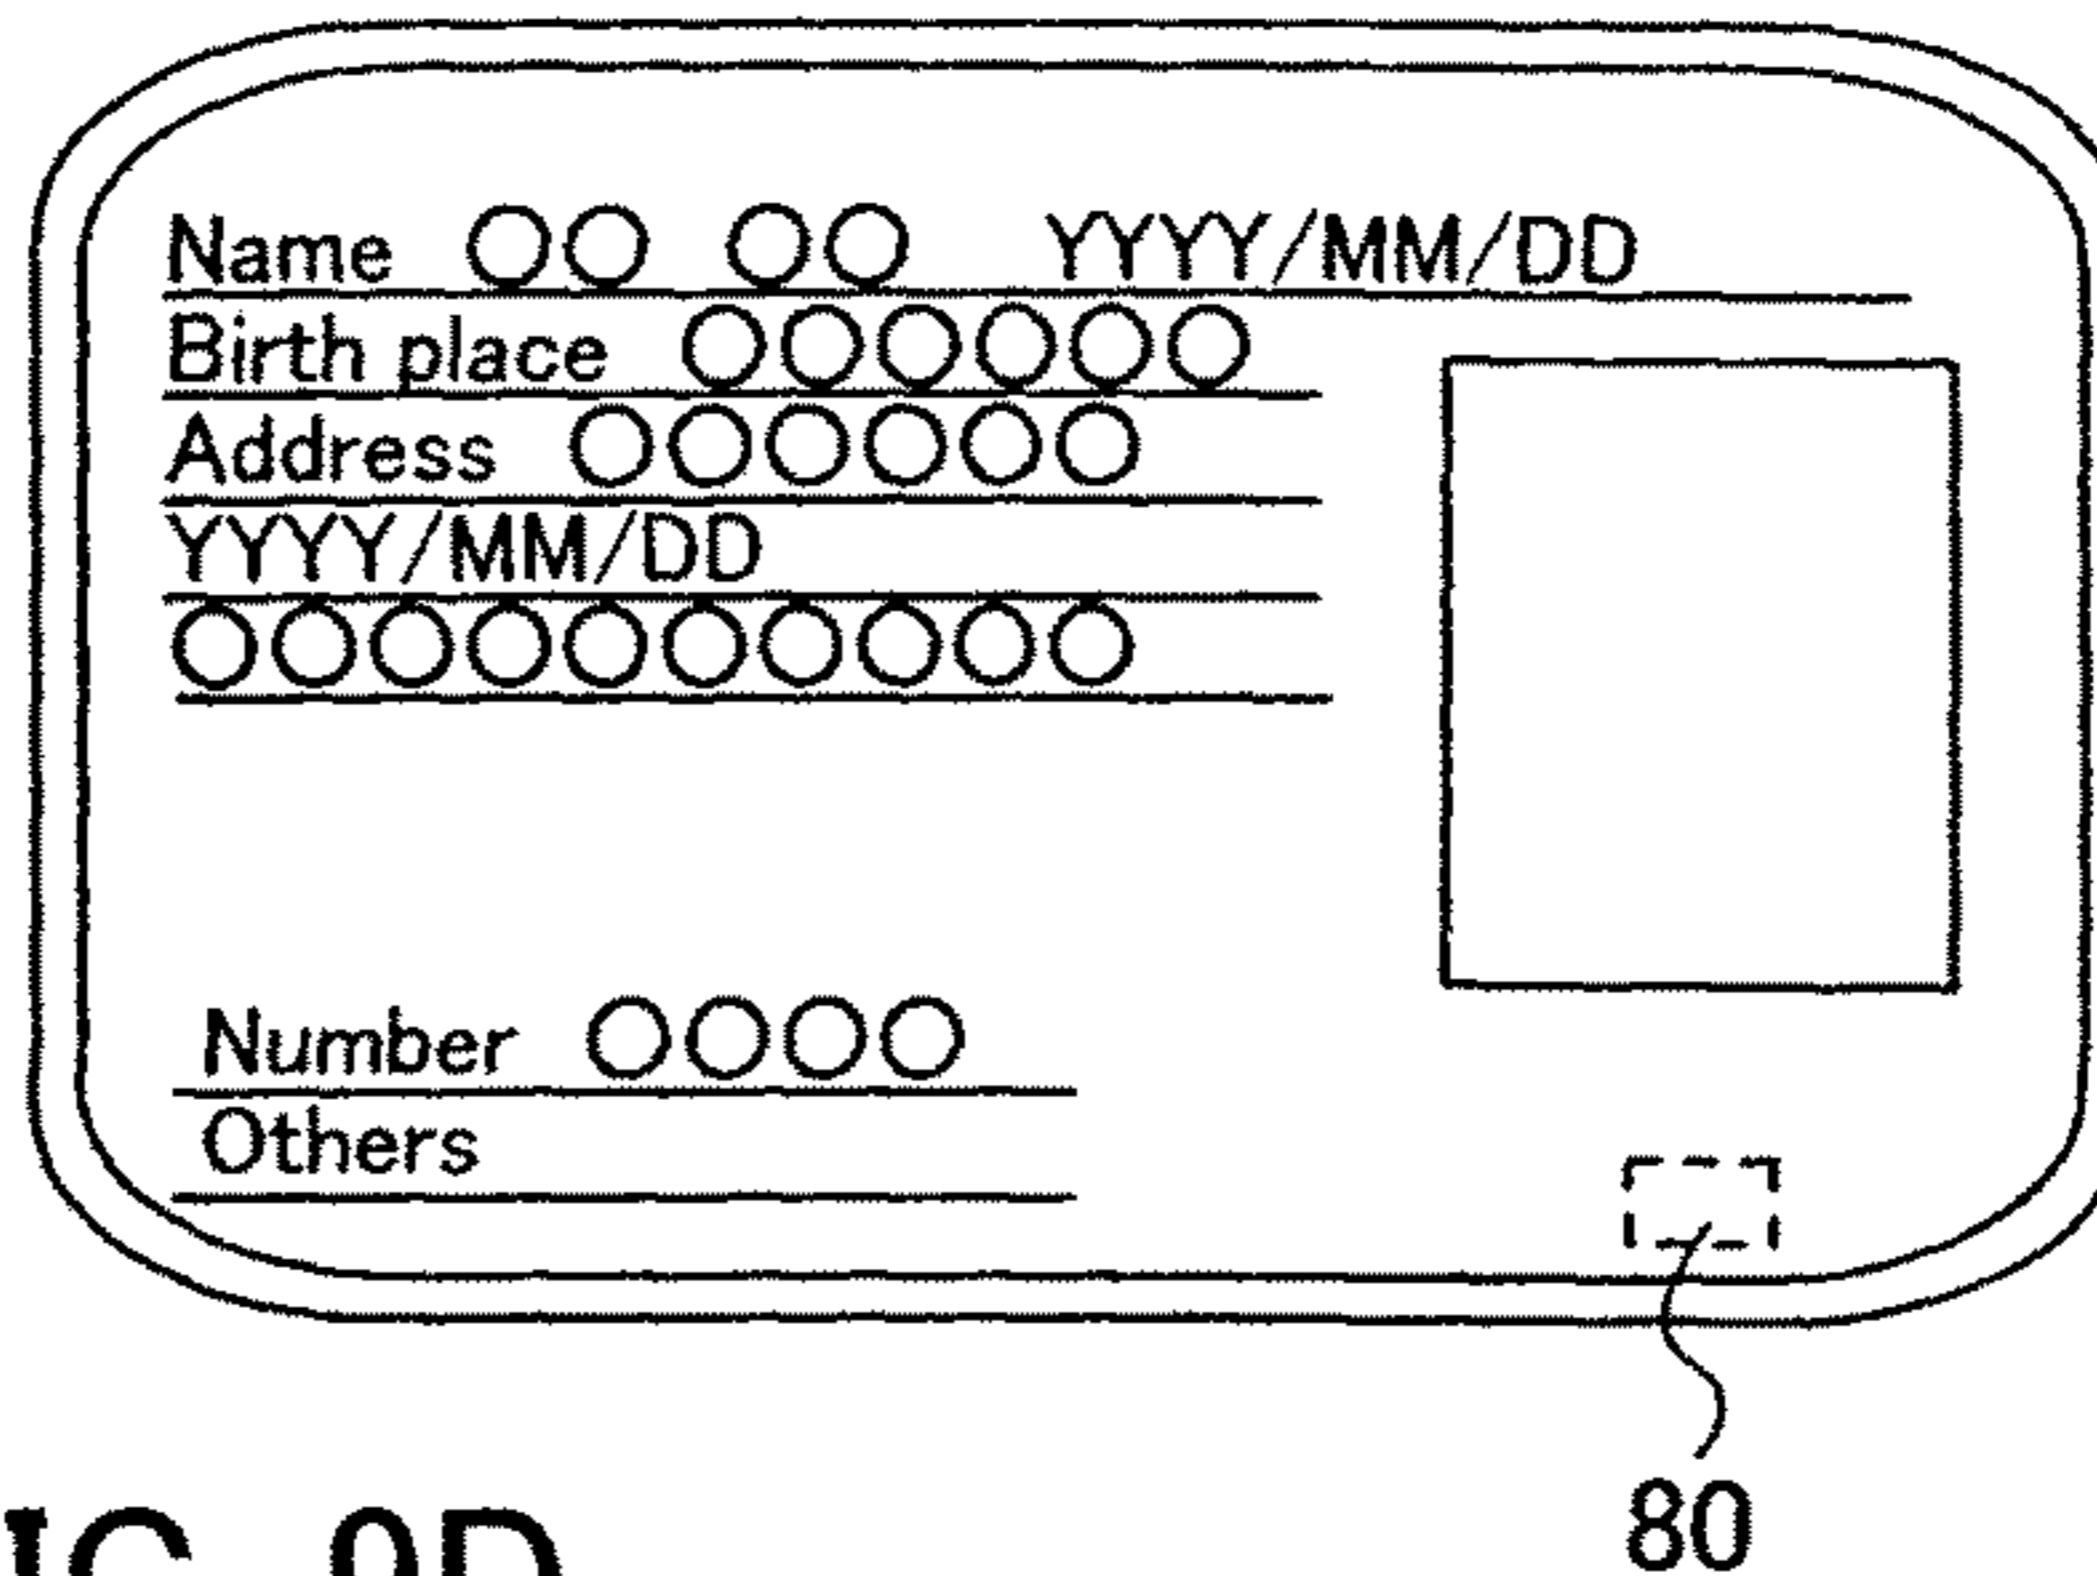 Name ○○ ○○ YYYY/MM/DD
Birth place ○○○○○○
Address ○○○○○○
YYYY/MM/DD
○○○○○○○○○○
Number ○○○○
Others
80